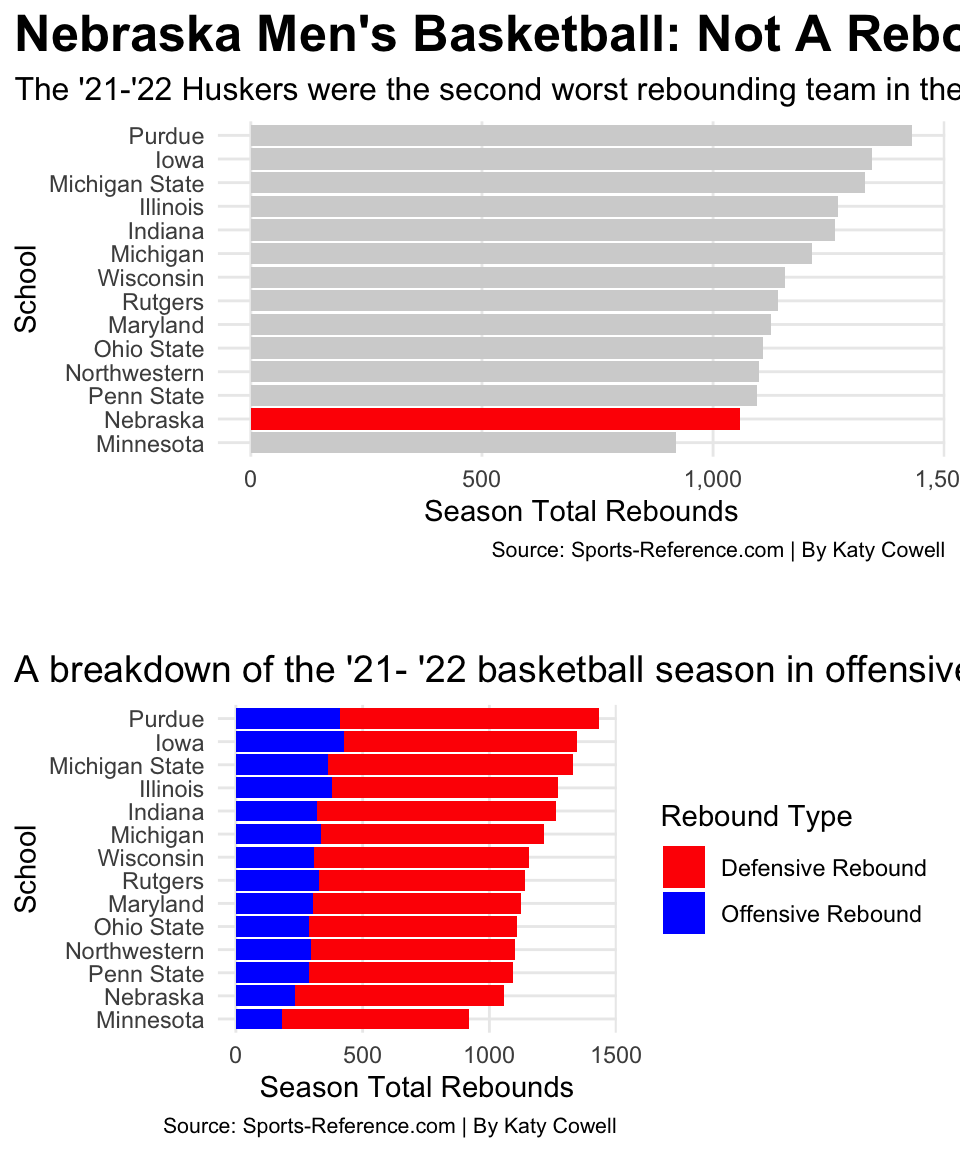 Nebraska Men's Basketball: Not A Rebo
The '21-'22 Huskers were the second worst rebounding team in the
School
Purdue
Iowa
Michigan State
Illinois
Indiana
Michigan
Wisconsin
Rutgers
Maryland
Ohio State
Northwestern
Penn State
Nebraska
Minnesota
0 500 1,000 1,50
Season Total Rebounds
Source: Sports-Reference.com | By Katy Cowell
A breakdown of the '21- '22 basketball season in offensive
School
Purdue
Iowa
Michigan State
Illinois
Indiana
Michigan
Wisconsin
Rutgers
Maryland
Ohio State
Northwestern
Penn State
Nebraska
Minnesota
0 500 1000 1500
Season Total Rebounds
Rebound Type
Defensive Rebound
Offensive Rebound
Source: Sports-Reference.com | By Katy Cowell